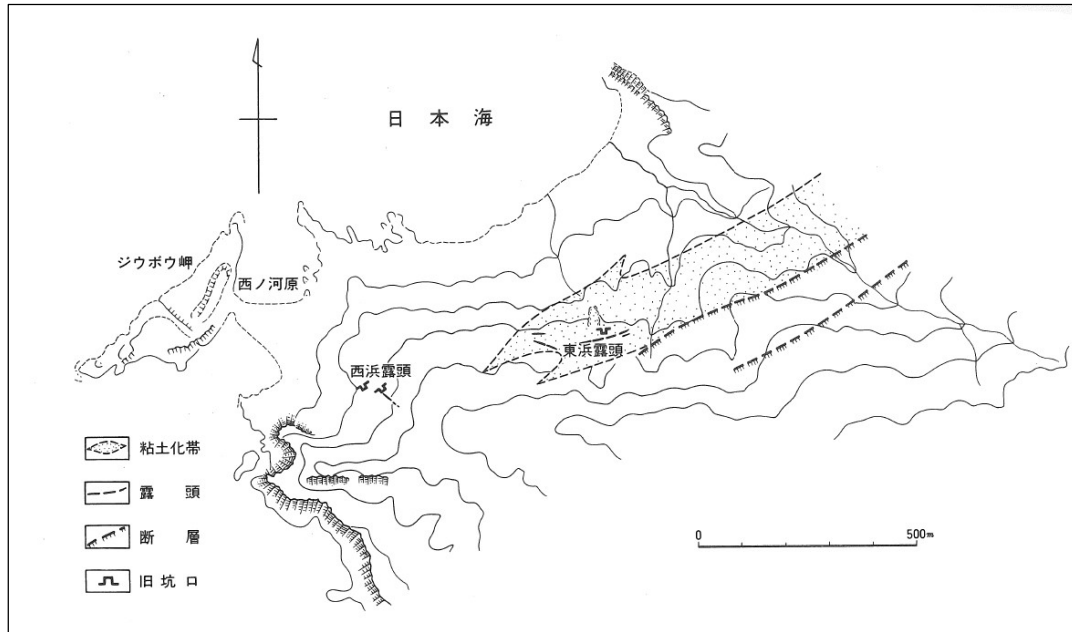 日本海
ジウボウ岬
西ノ河原
東浜露頭
西浜露頭
粘土化帯
露頭
断層
旧坑口
0 500m